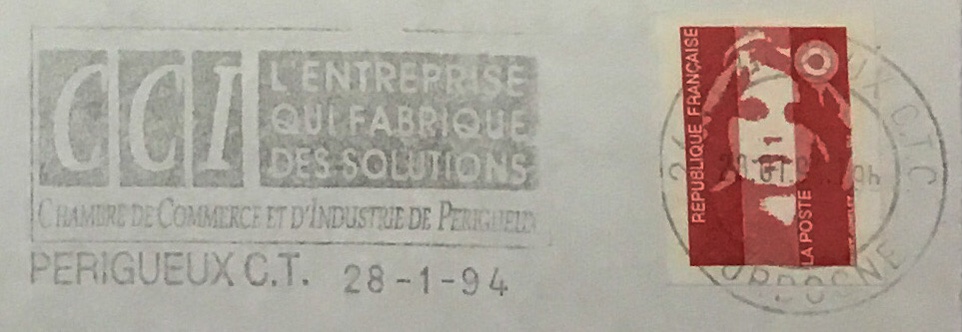 CCI
L'ENTREPRISE
QUI FABRIQUE
DES SOLUTIONS
CHAMBRE DE COMMERCE ET D'INDUSTRIE DE PERIGUEUX
PERIGUEUX C.T. 28-1-94
REPUBLIQUE FRANÇAISE
LA POSTE
C.T.C.